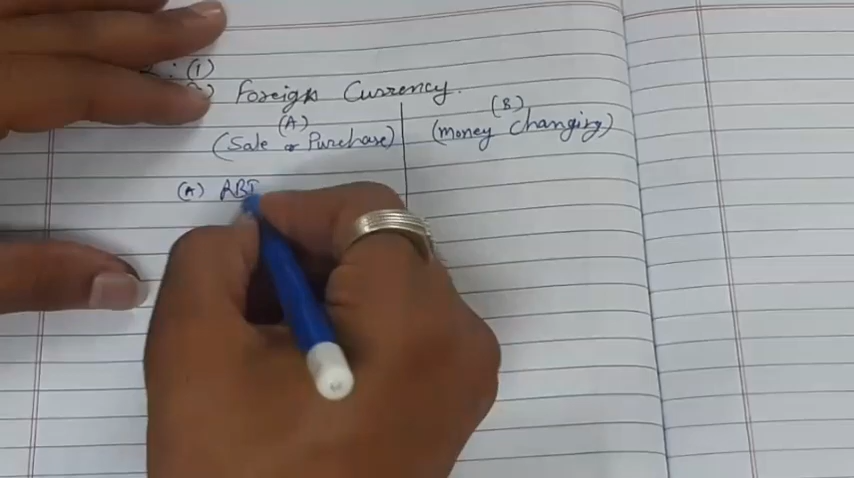 : (1)
) Foreign Currency.
(A) (B)
(Sale or Purchase) (Money Changing)
(A) ABT